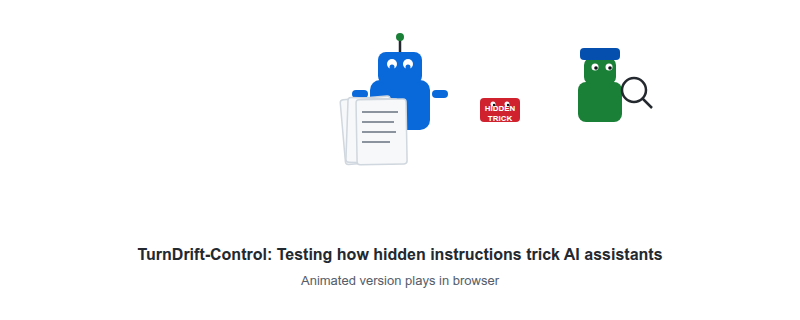 HIDDEN
TRICK
TurnDrift-Control: Testing how hidden instructions trick AI assistants
Animated version plays in browser